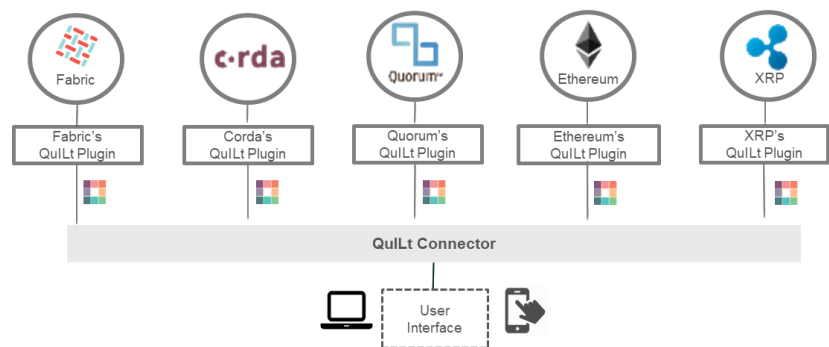 Fabric
c·rda
Quorum
Ethereum
XRP
Fabric's
QuILt Plugin
Corda's
QuILt Plugin
Quorum's
QuILt Plugin
Ethereum's
QuILt Plugin
XRP's
QuILt Plugin
QuILt Connector
User
Interface